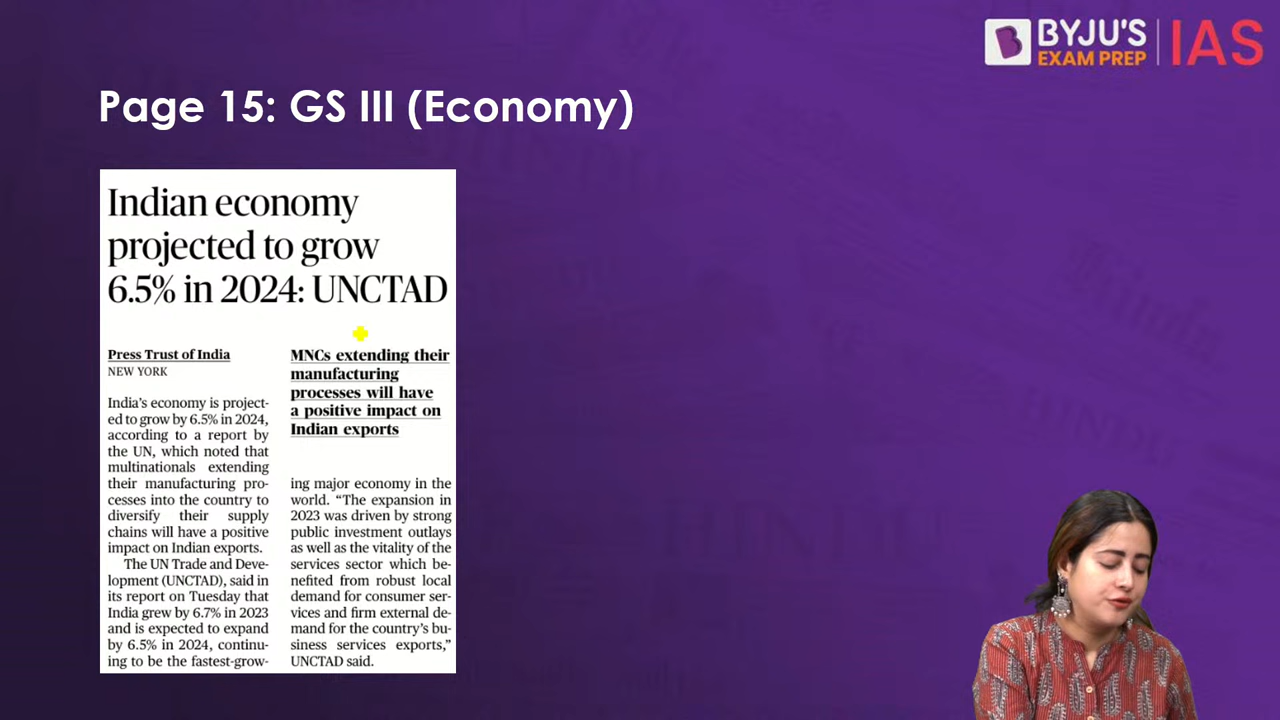 BYJU'S
EXAM PREP
IAS
Page 15: GS III (Economy)
Indian economy
projected to grow
6.5% in 2024: UNCTAD
Press Trust of India
NEW YORK
India's economy is project-
ed to grow by 6.5% in 2024,
according to a report by
the UN, which noted that
multinationals extending
their manufacturing pro-
cesses into the country to
diversify their supply
chains will have a positive
impact on Indian exports.
The UN Trade and Deve-
lopment (UNCTAD), said in
its report on Tuesday that
India grew by 6.7% in 2023
and is expected to expand
by 6.5% in 2024, continu-
ing to be the fastest-grow-
MNCs extending their
manufacturing
processes will have
a positive impact on
Indian exports
ing major economy in the
world. “The expansion in
2023 was driven by strong
public investment outlays
as well as the vitality of the
services sector which be-
nefited from robust local
demand for consumer ser-
vices and firm external de-
mand for the country's bu-
siness services exports,”
UNCTAD said.